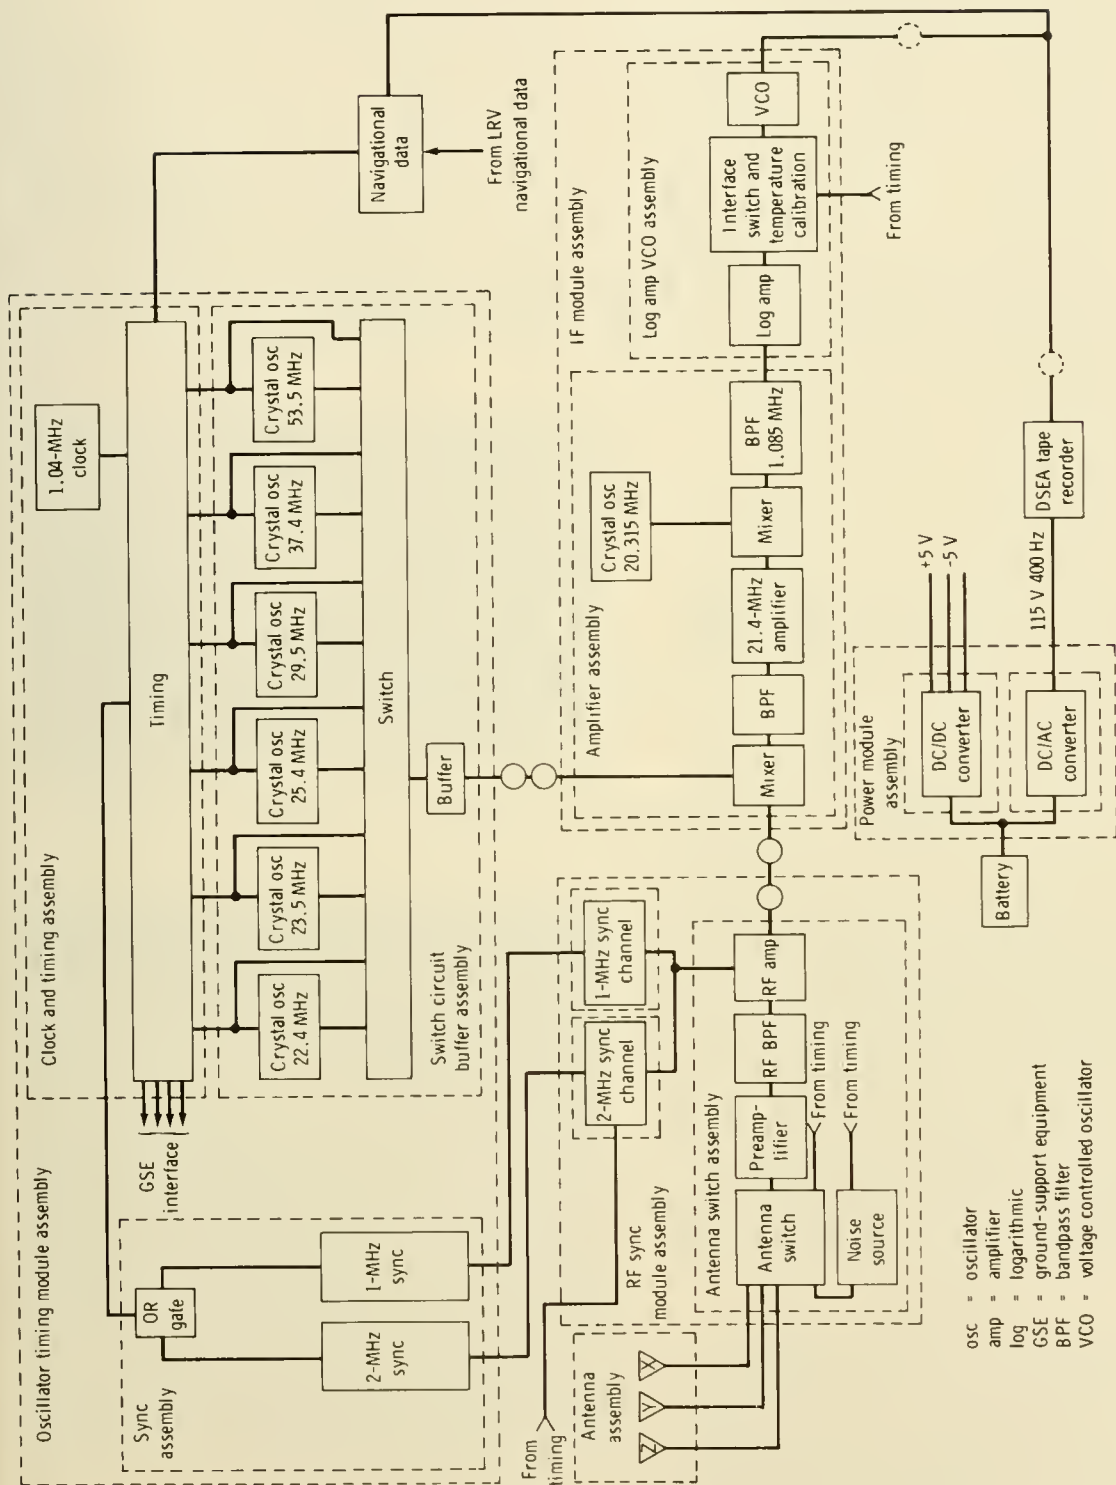 Oscillator timing module assembly
Clock and timing assembly
1.04-MHz
clock
Timing
GSE
interface
Crystal osc
22.4 MHz
Crystal osc
23.5 MHz
Crystal osc
25.4 MHz
Crystal osc
29.5 MHz
Crystal osc
37.4 MHz
Crystal osc
53.5 MHz
Switch
Switch circuit
buffer assembly
Buffer
Sync
assembly
OR
gate
2-MHz
sync
1-MHz
sync
Navigational
data
From LRV
navigational data
From
timing
RF sync
module assembly
2-MHz sync
channel
1-MHz sync
channel
Antenna
assembly
Z
Y
X
Antenna switch assembly
Antenna
switch
Preamp-
lifier
RF BPF
RF amp
Noise
source
From timing
From timing
IF module assembly
Amplifier assembly
Crystal osc
20.315 MHz
Mixer
BPF
21.4-MHz
amplifier
Mixer
BPF
1.085 MHz
Log amp VCO assembly
Log amp
Interface
switch and
temperature
calibration
VCO
From timing
Power module
assembly
Battery
DC/DC
converter
DC/AC
converter
+5 V
-5 V
115 V 400 Hz
DSEA tape
recorder
osc = oscillator
amp = amplifier
log = logarithmic
GSE = ground-support equipment
BPF = bandpass filter
VCO = voltage controlled oscillator